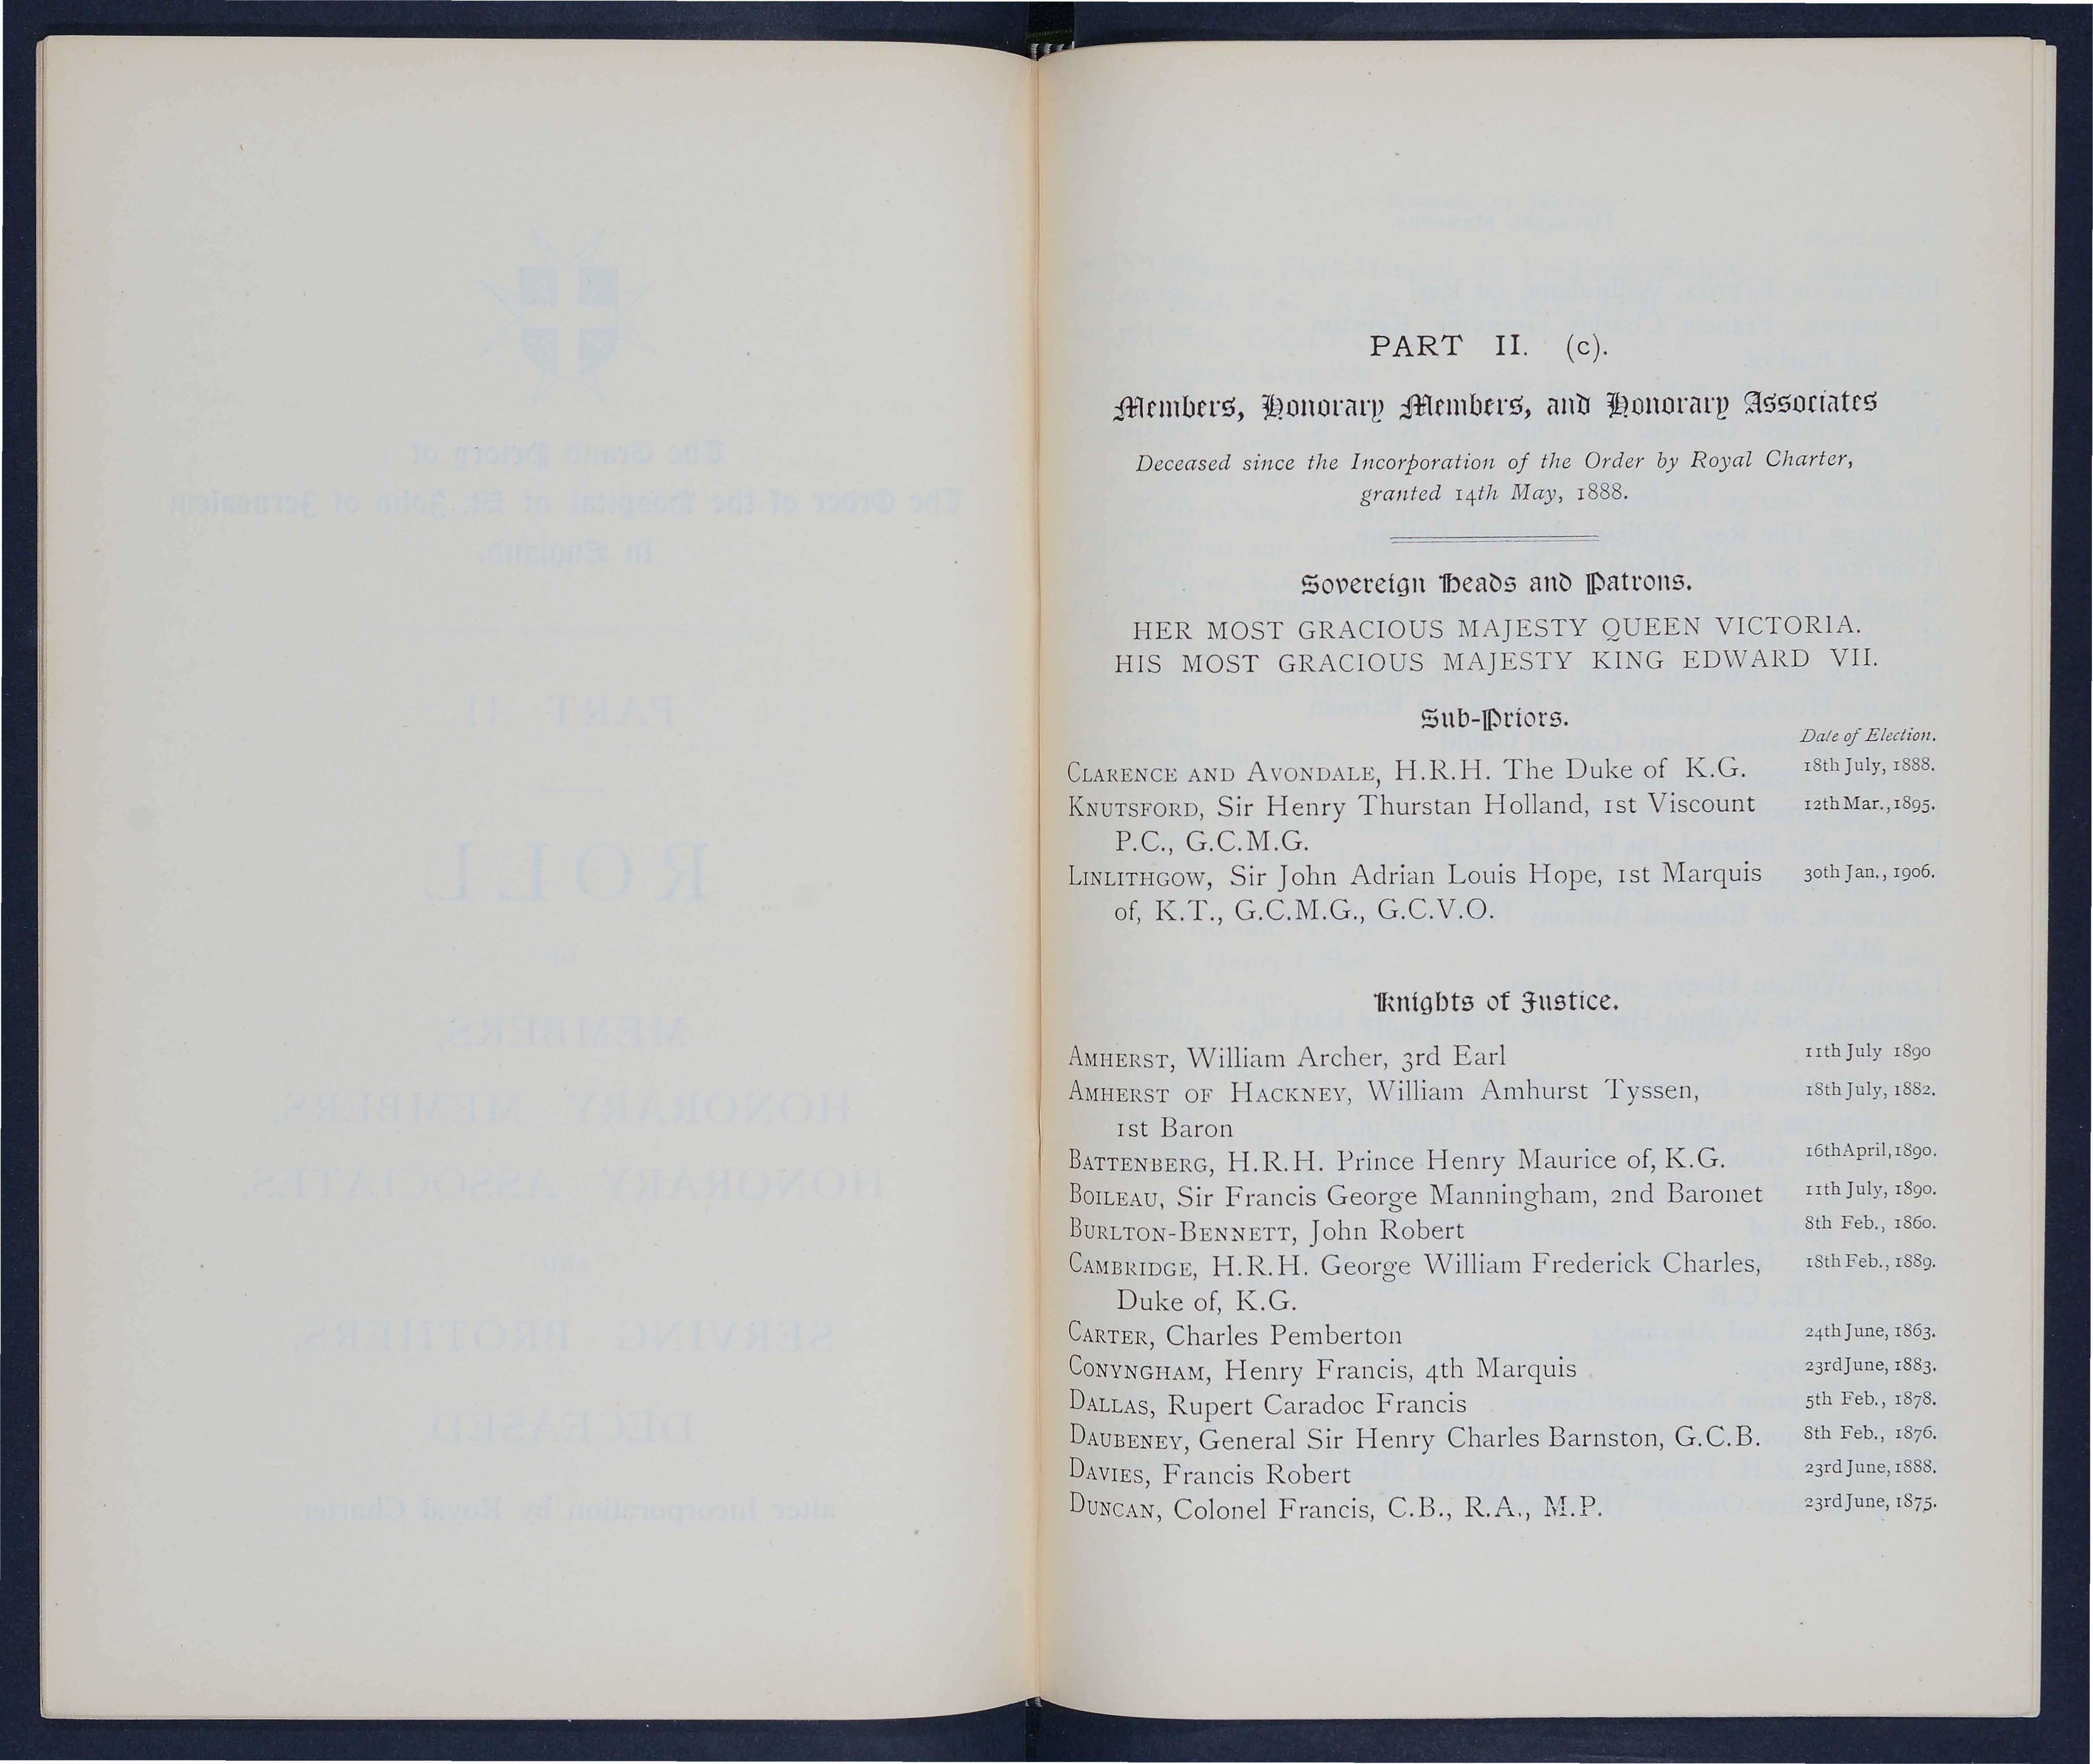 PART II. (c).
Members, Honorary Members, and Honorary Associates
Deceased since the Incorporation of the Order by Royal Charter,
granted 14th May, 1888.
Sovereign Heads and Patrons.
HER MOST GRACIOUS MAJESTY QUEEN VICTORIA.
HIS MOST GRACIOUS MAJESTY KING EDWARD VII.
Sub-Priors.
Date of Election.
CLARENCE AND AVONDALE, H.R.H. The Duke of K.G. 18th July, 1888.
KNUTSFORD, Sir Henry Thurstan Holland, 1st Viscount 12th Mar., 1895.
P.C., G.C.M.G.
LINLITHGOW, Sir John Adrian Louis Hope, 1st Marquis 30th Jan., 1906.
of, K.T., G.C.M.G., G.C.V.O.
Knights of Justice.
AMHERST, William Archer, 3rd Earl 11th July 1890
AMHERST OF HACKNEY, William Amhurst Tyssen, 18th July, 1882.
1st Baron
BATTENBERG, H.R.H. Prince Henry Maurice of, K.G. 16th April, 1890.
BOILEAU, Sir Francis George Manningham, 2nd Baronet 11th July, 1890.
BURLTON-BENNETT, John Robert 8th Feb., 1860.
CAMBRIDGE, H.R.H. George William Frederick Charles, 18th Feb., 1889.
Duke of, K.G.
CARTER, Charles Pemberton 24th June, 1863.
CONYNGHAM, Henry Francis, 4th Marquis 23rd June, 1883.
DALLAS, Rupert Caradoc Francis 5th Feb., 1878.
DAUBENEY, General Sir Henry Charles Barnston, G.C.B. 8th Feb., 1876.
DAVIES, Francis Robert 23rd June, 1888.
DUNCAN, Colonel Francis, C.B., R.A., M.P. 23rd June, 1875.